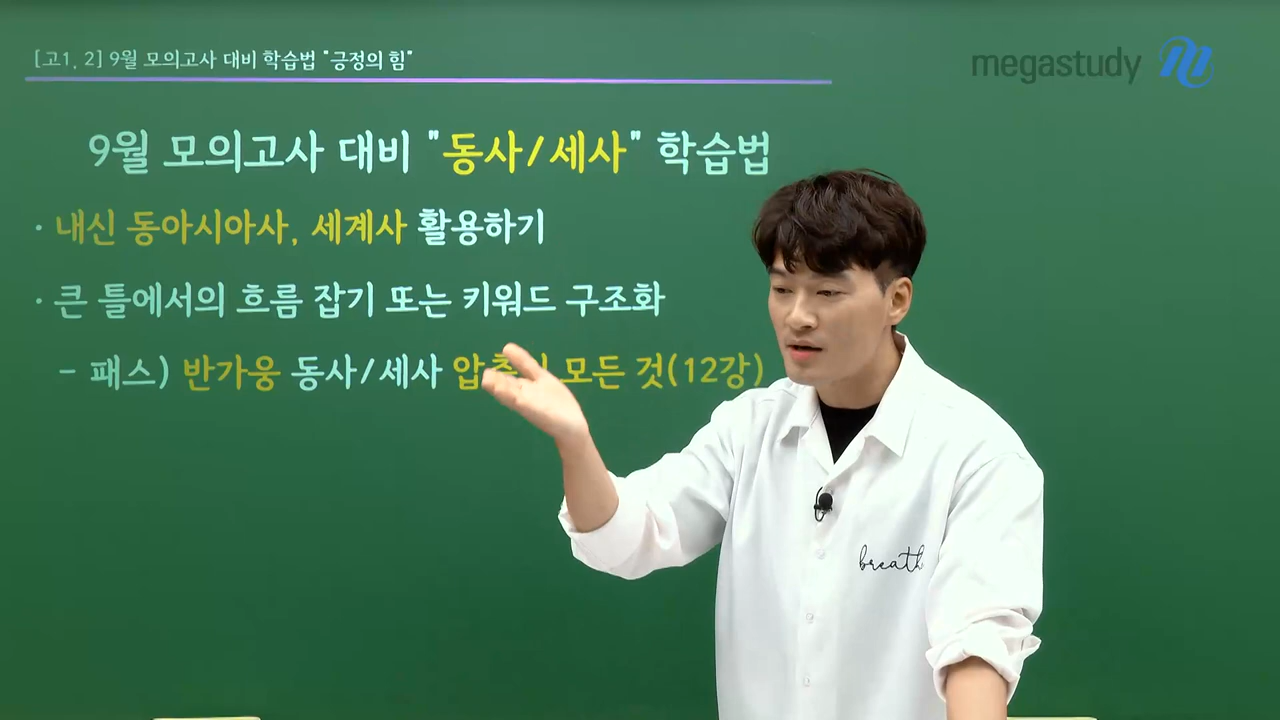 [고1, 2] 9월 모의고사 대비 학습법 "긍정의 힘"
megastudy
9월 모의고사 대비 "동사/세사" 학습법
· 내신 동아시아사, 세계사 활용하기
· 큰 틀에서의 흐름 잡기 또는 키워드 구조화
- 패스) 반가웅 동사/세사 모든 것(12강)
breath